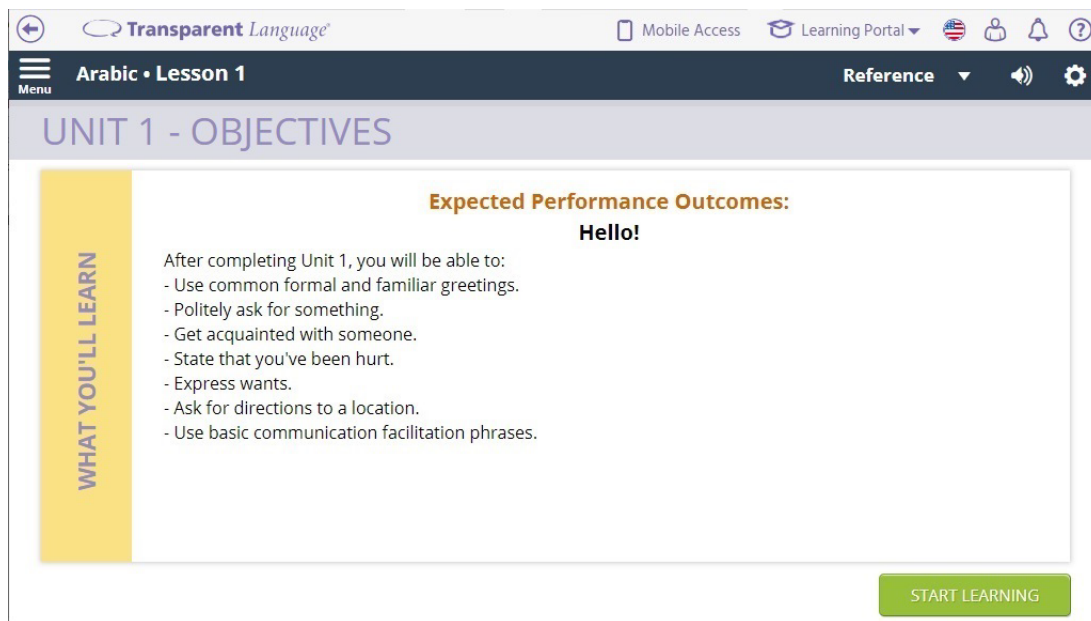 Transparent Language®
Mobile Access
Learning Portal
?
Menu
Arabic • Lesson 1
Reference
UNIT 1 - OBJECTIVES
WHAT YOU'LL LEARN
Expected Performance Outcomes:
Hello!
After completing Unit 1, you will be able to:
- Use common formal and familiar greetings.
- Politely ask for something.
- Get acquainted with someone.
- State that you've been hurt.
- Express wants.
- Ask for directions to a location.
- Use basic communication facilitation phrases.
START LEARNING